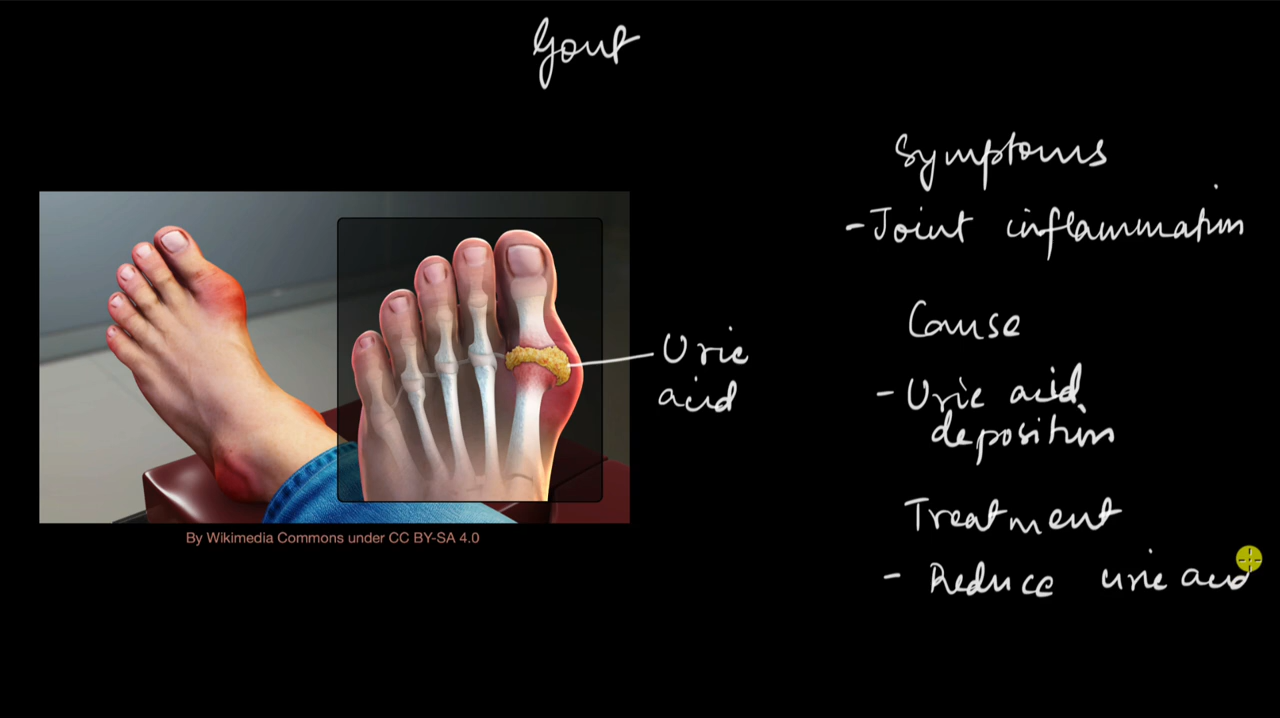 Gout
Symptoms
- Joint inflammation
Cause
Uric
acid
- Uric acid
deposition
Treatment
By Wikimedia Commons under CC BY-SA 4.0
- Reduce uric acid